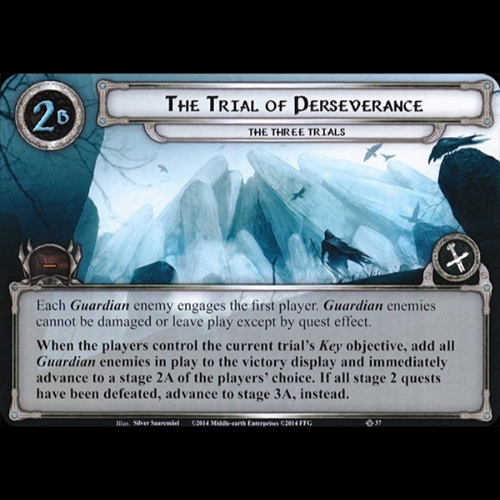 2B
THE TRIAL OF PERSEVERANCE
THE THREE TRIALS
Each Guardian enemy engages the first player. Guardian enemies
cannot be damaged or leave play except by quest effect.
When the players control the current trial's Key objective, add all
Guardian enemies in play to the victory display and immediately
advance to a stage 2A of the players' choice. If all stage 2 quests
have been defeated, advance to stage 3A, instead.
Illus. Silver Saaremäel ©2014 Middle-earth Enterprises ©2014 FFG 37